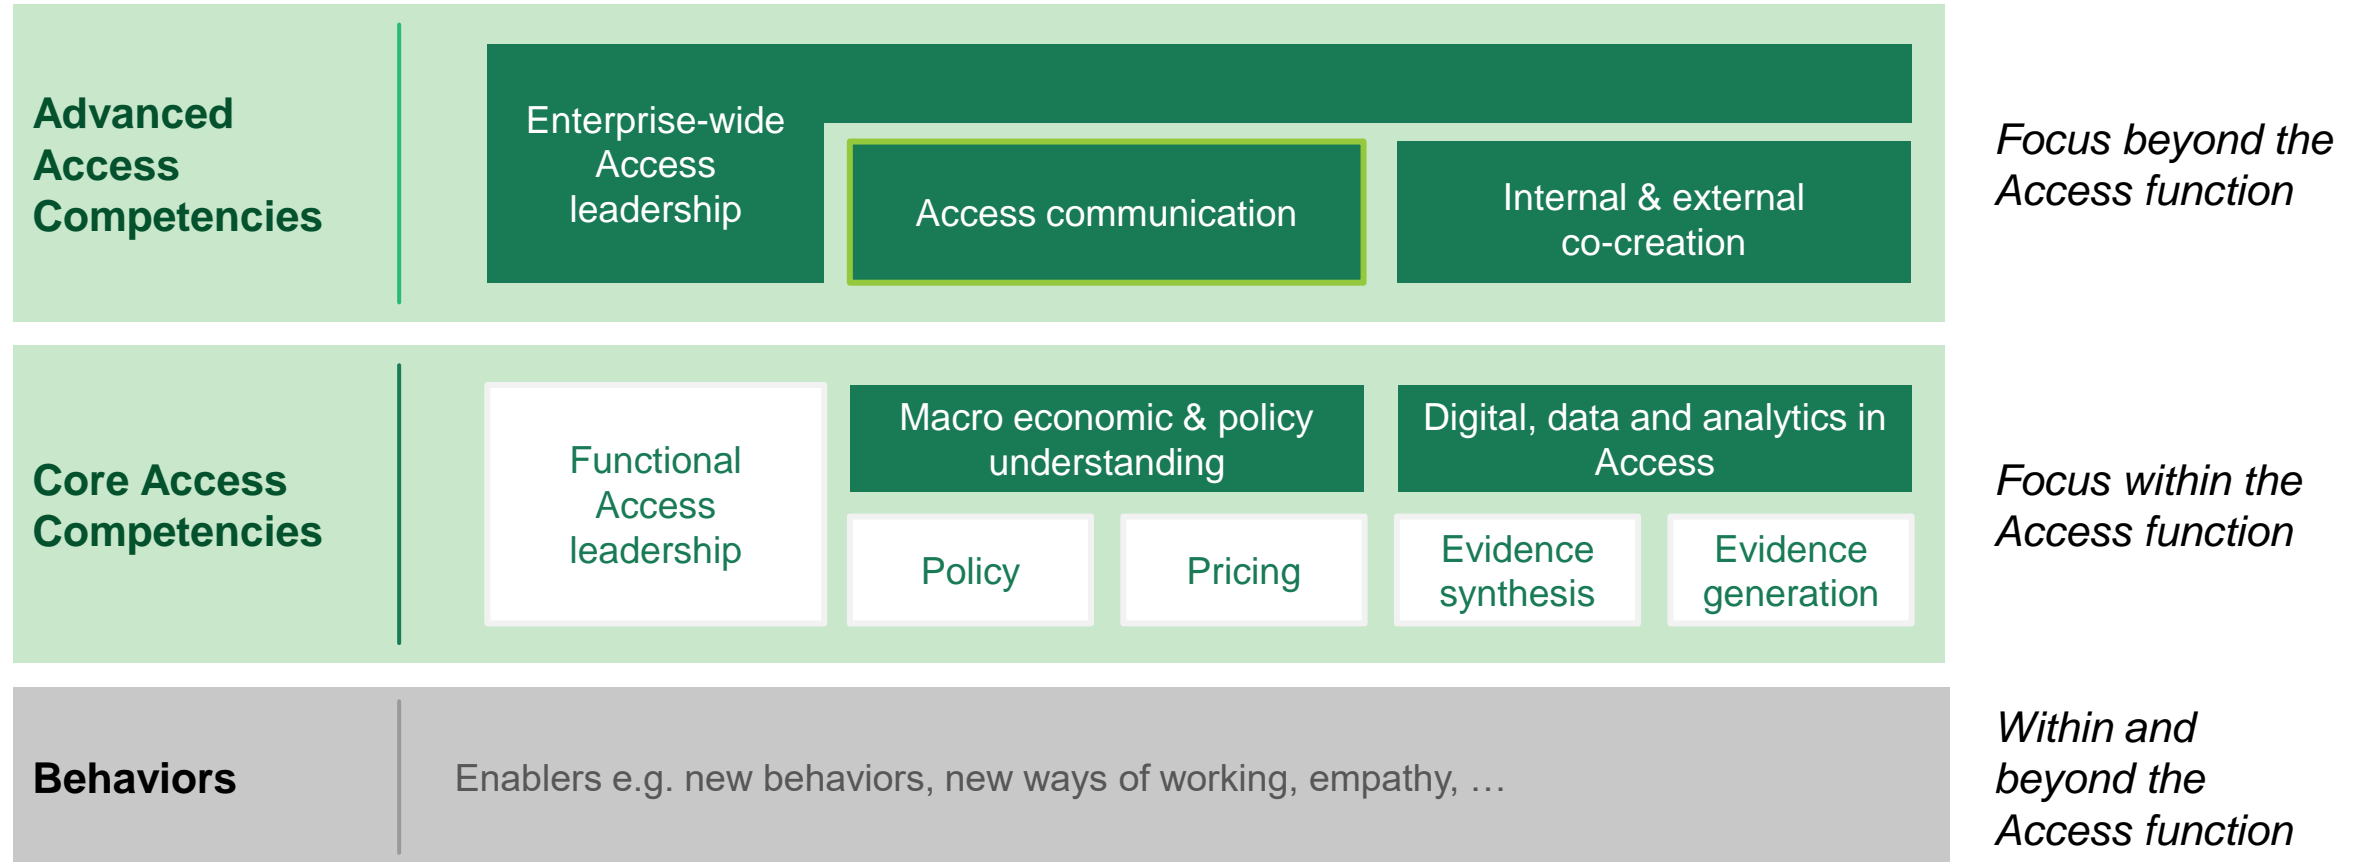 Advanced
Access
Competencies
Enterprise-wide
Access
leadership
Access communication
Internal & external
co-creation
Focus beyond the
Access function
Core Access
Competencies
Functional
Access
leadership
Macro economic & policy
understanding
Policy
Pricing
Digital, data and analytics in
Access
Evidence
synthesis
Evidence
generation
Focus within the
Access function
Behaviors
Enablers e.g. new behaviors, new ways of working, empathy, …
Within and
beyond the
Access function